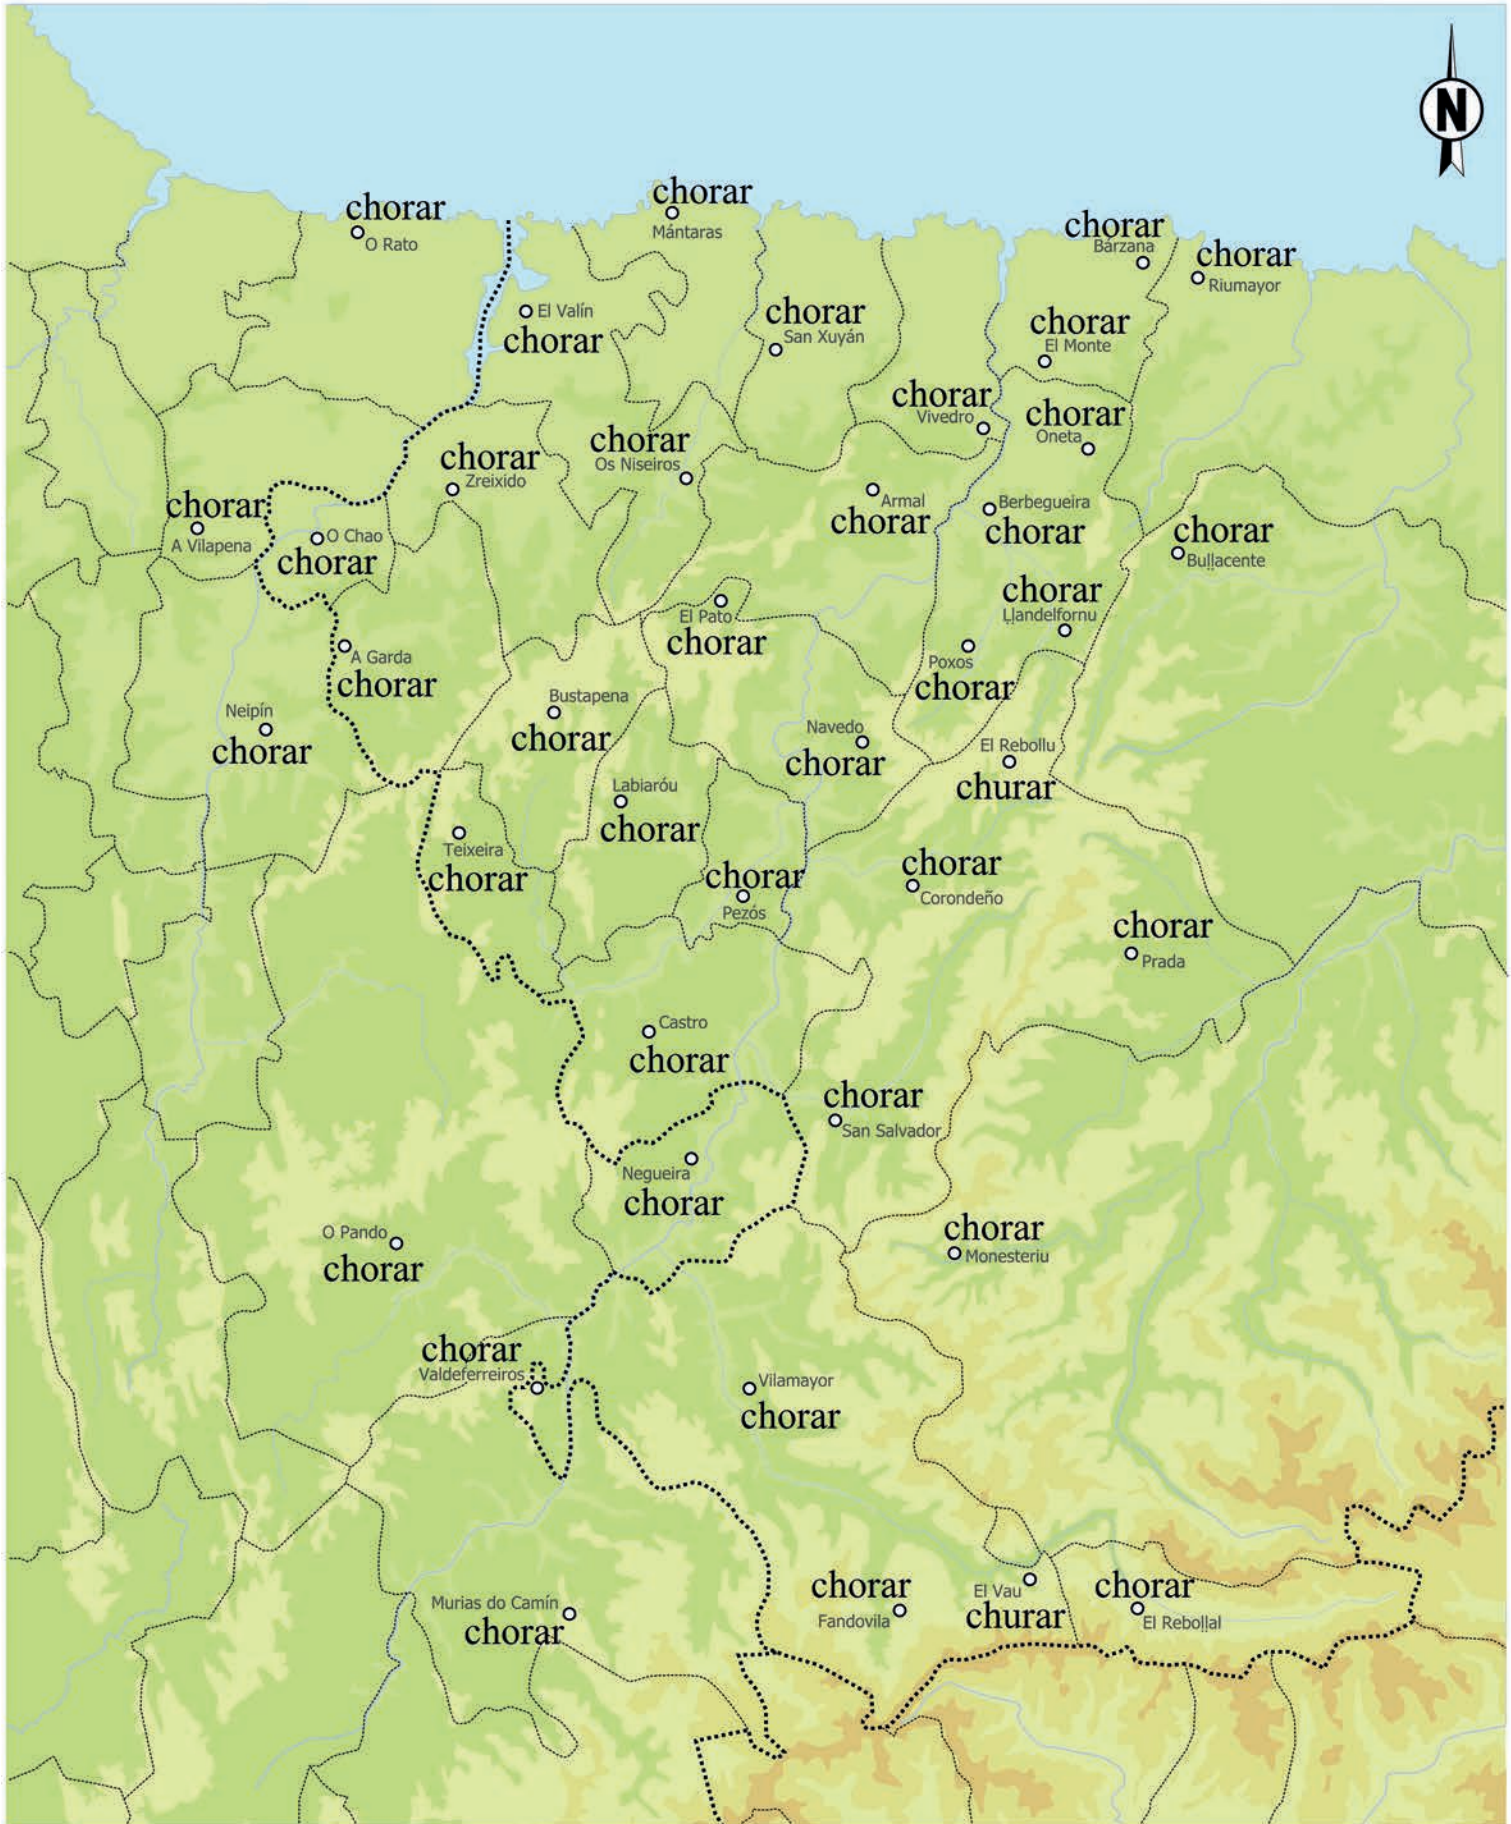 N
chorar
O Rato
chorar
Mántaras
chorar
Bárzana
chorar
Riumayor
El Valín
chorar
chorar
San Xuyán
chorar
El Monte
chorar
Vivedro
chorar
Oneta
chorar
Zreixido
chorar
Os Niseiros
chorar
A Vilapena
O Chao
chorar
Armal
chorar
Berbegueira
chorar
chorar
Buḷḷacente
chorar
Ḷḷandelfornu
El Pato
chorar
A Garda
chorar
Poxos
chorar
Neipín
chorar
Bustapena
chorar
Navedo
chorar
El Rebollu
churar
Labiaróu
chorar
Teixeira
chorar
chorar
Pezós
chorar
Corondeño
chorar
Prada
Castro
chorar
chorar
San Salvador
Negueira
chorar
O Pando
chorar
chorar
Monesteriu
chorar
Valdeferreiros
Vilamayor
chorar
Murias do Camín
chorar
chorar
Fandovila
El Vau
churar
chorar
El Reboḷḷal